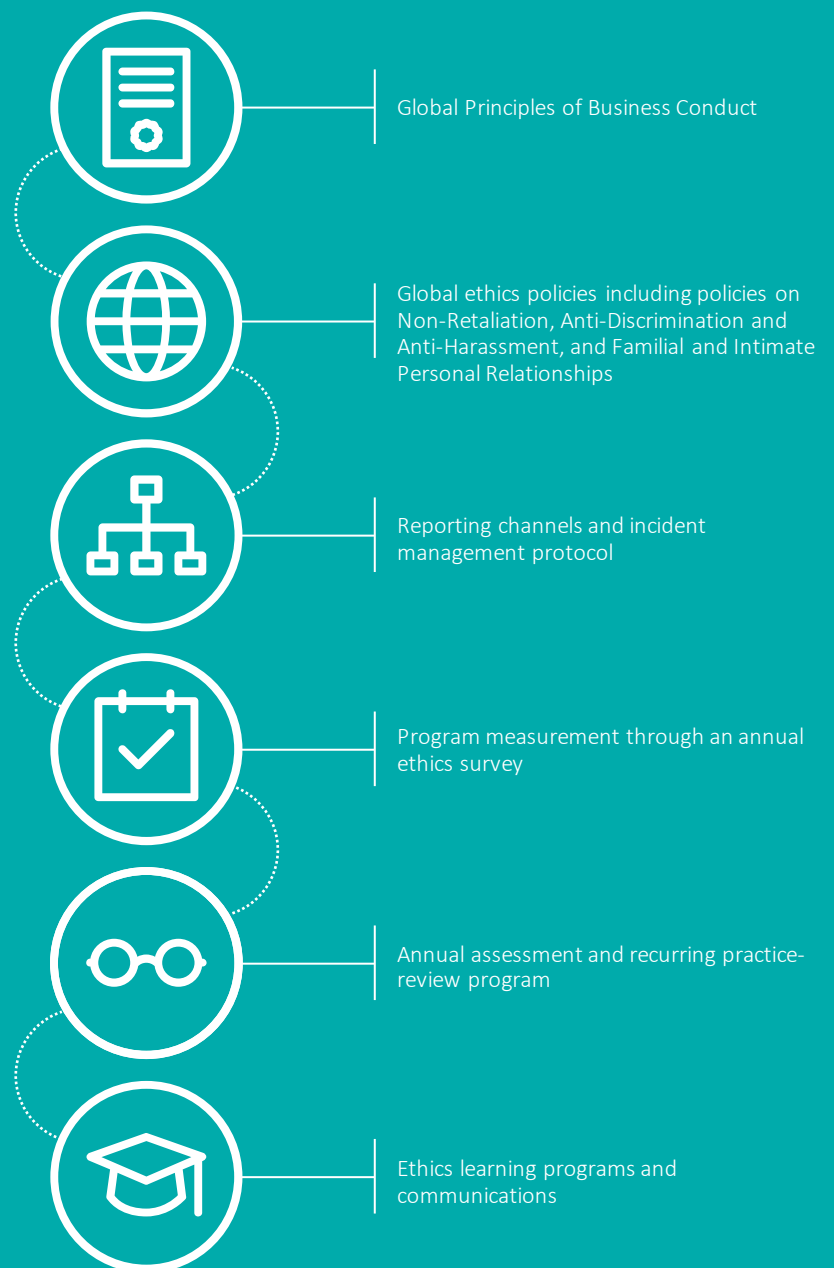 Global Principles of Business Conduct
Global ethics policies including policies on
Non-Retaliation, Anti-Discrimination and
Anti-Harassment, and Familial and Intimate
Personal Relationships
Reporting channels and incident
management protocol
Program measurement through an annual
ethics survey
Annual assessment and recurring practice-
review program
Ethics learning programs and
communications